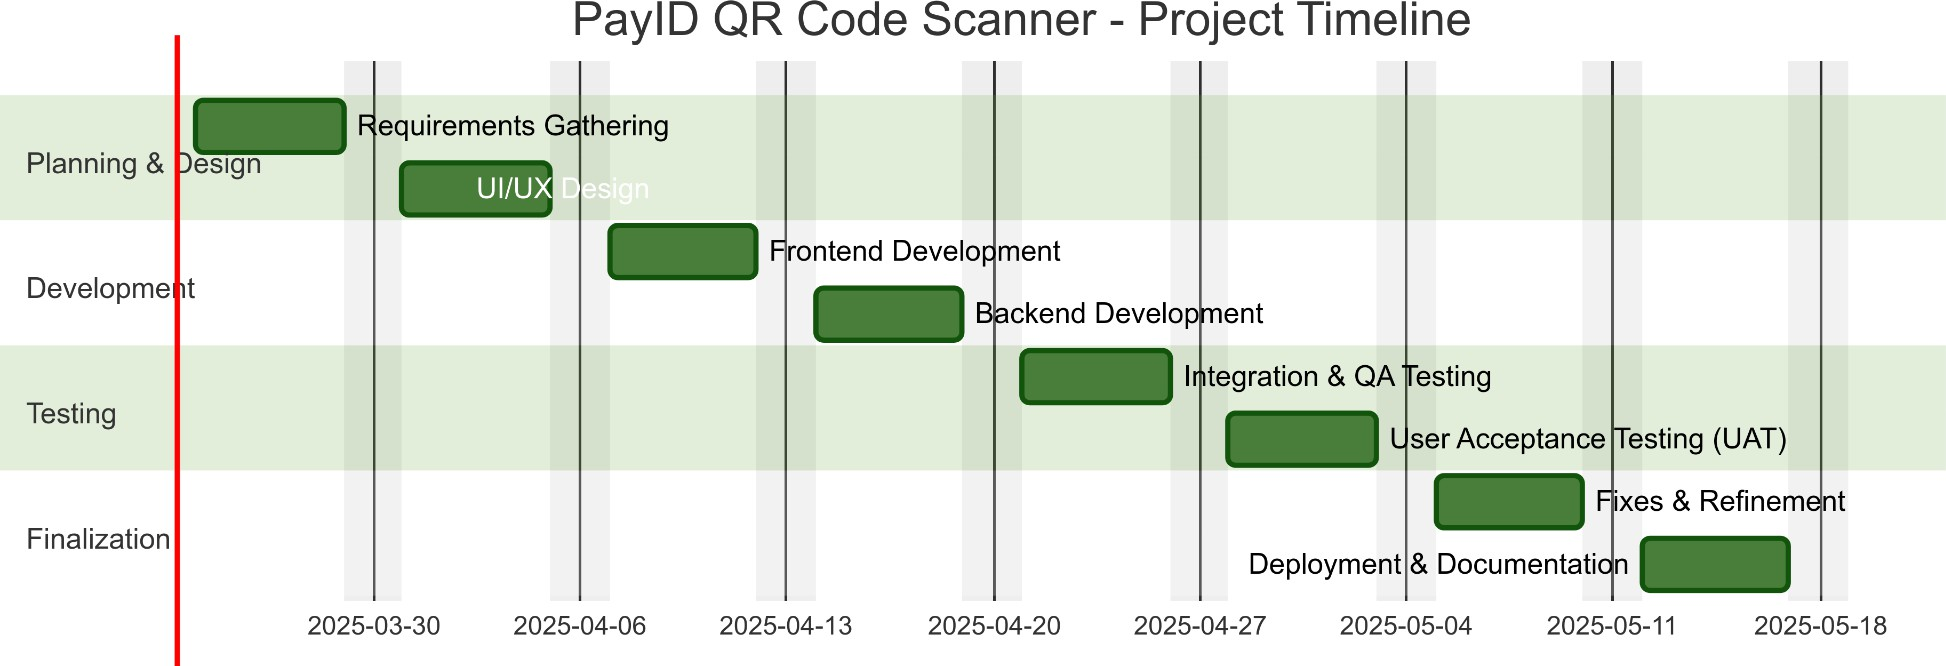 PayID QR Code Scanner - Project Timeline
Requirements Gathering
Planning & Design
UI/UX Design
Frontend Development
Development
Backend Development
Integration & QA Testing
Testing
User Acceptance Testing (UAT)
Fixes & Refinement
Finalization
Deployment & Documentation
2025-03-30 2025-04-06 2025-04-13 2025-04-20 2025-04-27 2025-05-04 2025-05-11 2025-05-18